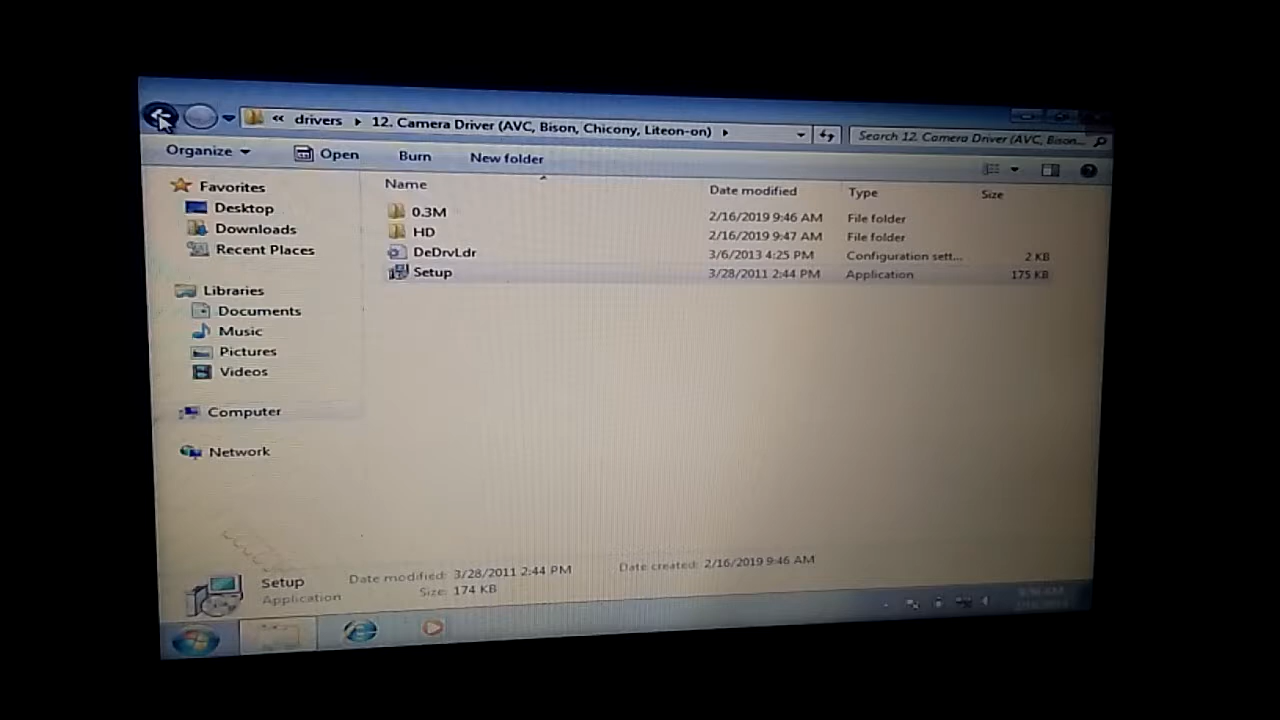 drivers 12. Camera Driver (AVC, Bison, Chicony, Liteon-on)
Search 12. Camera Driver (AVC, Bison...
Organize Open Burn New folder
Name Date modified Type Size
0.3M 2/16/2019 9:46 AM File folder
HD 2/16/2019 9:47 AM File folder
DeDrvLdr 3/6/2013 4:25 PM Configuration sett... 2 KB
Setup 3/28/2011 2:44 PM Application 175 KB
Favorites
Desktop
Downloads
Recent Places
Libraries
Documents
Music
Pictures
Videos
Computer
Network
Setup Date modified: 3/28/2011 2:44 PM Date created: 2/16/2019 9:46 AM
Application Size: 174 KB